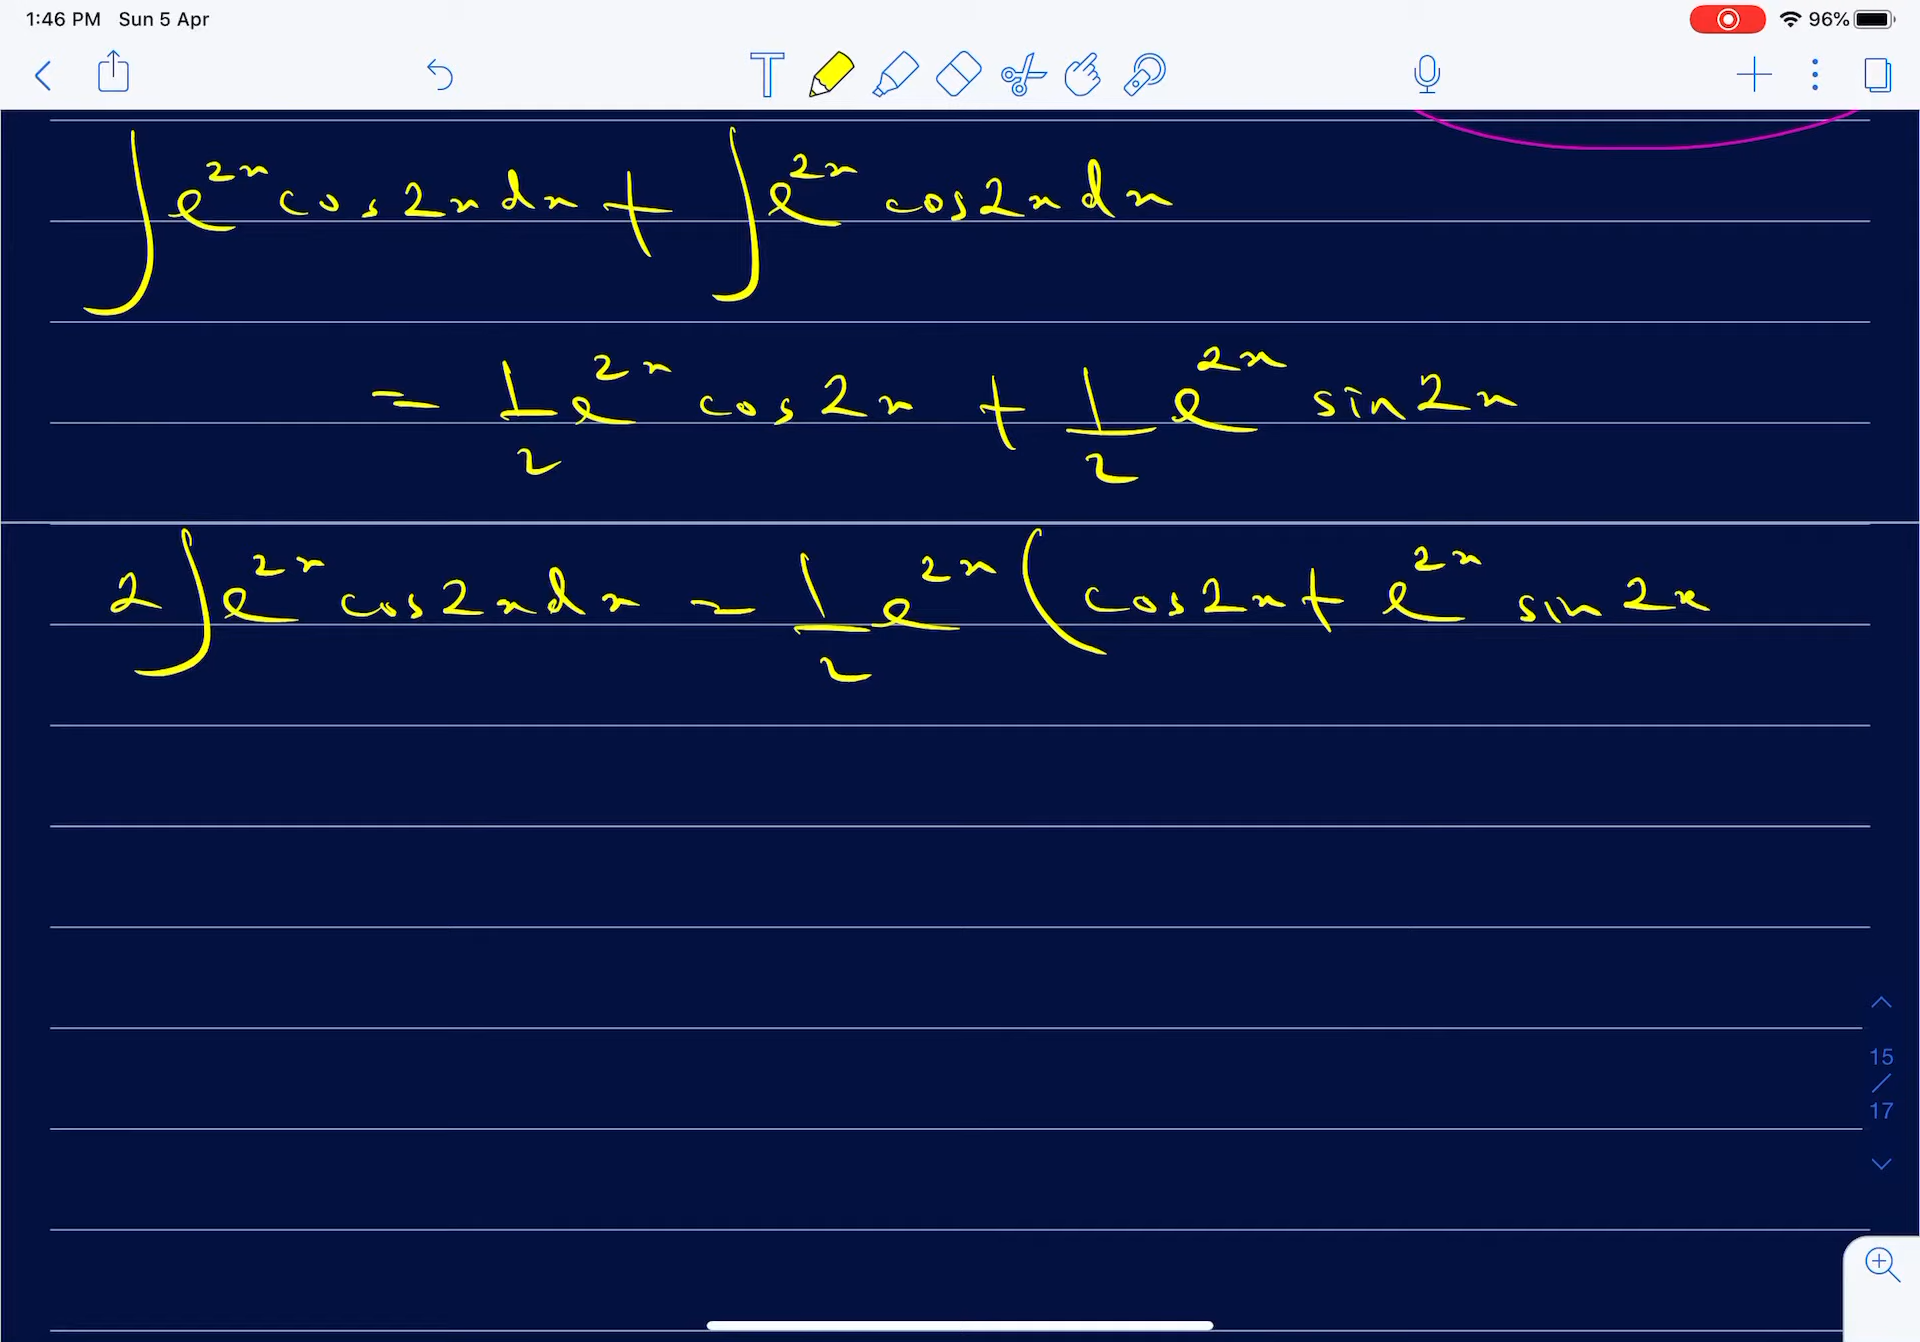 1:46 PM Sun 5 Apr 96%
T
∫ e^{2x} cos 2x dx + ∫ e^{2x} cos 2x dx
= 1/2 e^{2x} cos 2x + 1/2 e^{2x} sin 2x
2 ∫ e^{2x} cos 2x dx = 1/2 e^{2x} ( cos 2x + e^{2x} sin 2x
15
/
17